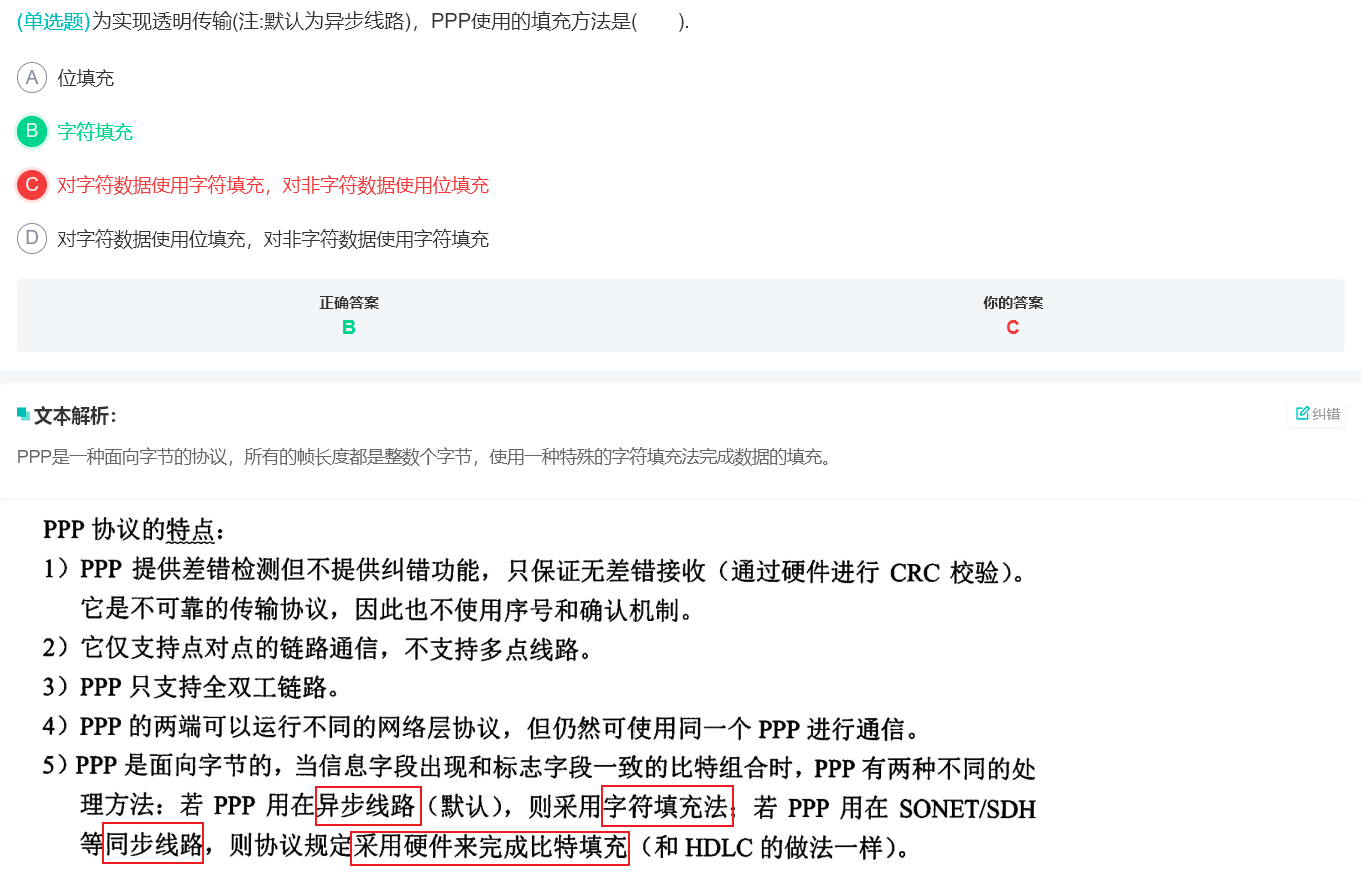 (单选题)为实现透明传输(注:默认为异步线路)，PPP使用的填充方法是(　　).
A 位填充
B 字符填充
C 对字符数据使用字符填充，对非字符数据使用位填充
D 对字符数据使用位填充，对非字符数据使用字符填充
正确答案 你的答案
B C
文本解析： 纠错
PPP是一种面向字节的协议，所有的帧长度都是整数个字节，使用一种特殊的字符填充法完成数据的填充。
PPP 协议的特点：
1）PPP 提供差错检测但不提供纠错功能，只保证无差错接收（通过硬件进行 CRC 校验）。
它是不可靠的传输协议，因此也不使用序号和确认机制。
2）它仅支持点对点的链路通信，不支持多点线路。
3）PPP 只支持全双工链路。
4）PPP 的两端可以运行不同的网络层协议，但仍然可使用同一个 PPP 进行通信。
5）PPP 是面向字节的，当信息字段出现和标志字段一致的比特组合时，PPP 有两种不同的处
理方法：若 PPP 用在异步线路（默认），则采用字符填充法；若 PPP 用在 SONET/SDH
等同步线路，则协议规定采用硬件来完成比特填充（和 HDLC 的做法一样）。